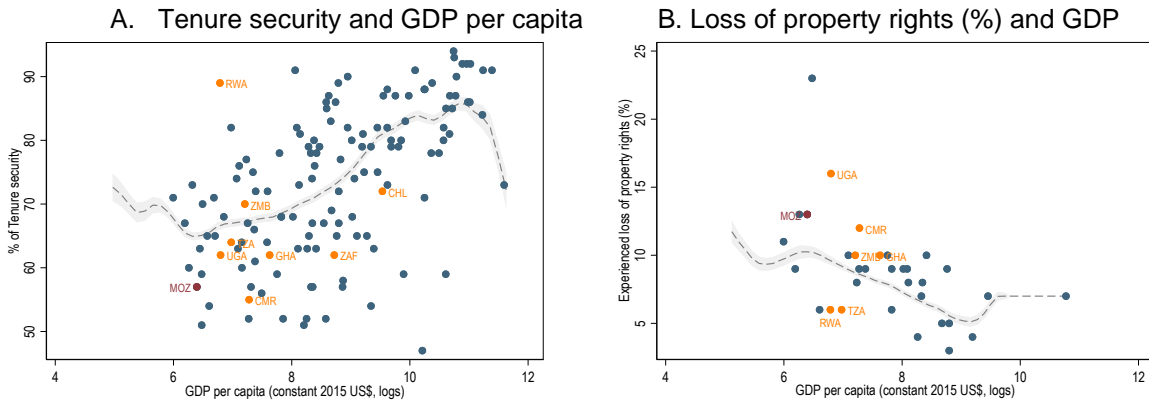 A. Tenure security and GDP per capita
% of Tenure security
90
80
70
60
50
RWA
CHL
ZMB
TZA
UGA
GHA
ZAF
MOZ
CMR
4 6 8 10 12
GDP per capita (constant 2015 US$, logs)
B. Loss of property rights (%) and GDP
Experienced loss of property rights (%)
25
20
15
10
5
UGA
MOZ
CMR
ZMB
GHA
TZA
RWA
4 6 8 10 12
GDP per capita (constant 2015 US$, logs)